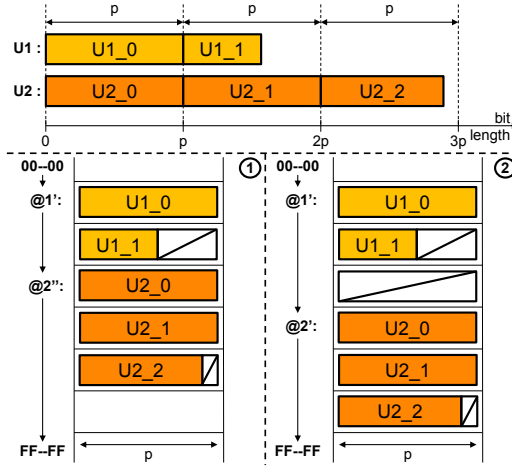 p p p
U1 : U1_0 U1_1
U2 : U2_0 U2_1 U2_2
bit
0 p 2p length 3p
00--00 1
@1': U1_0
U1_1
@2'': U2_0
U2_1
U2_2
FF--FF p
00--00 2
@1': U1_0
U1_1
@2': U2_0
U2_1
U2_2
FF--FF p